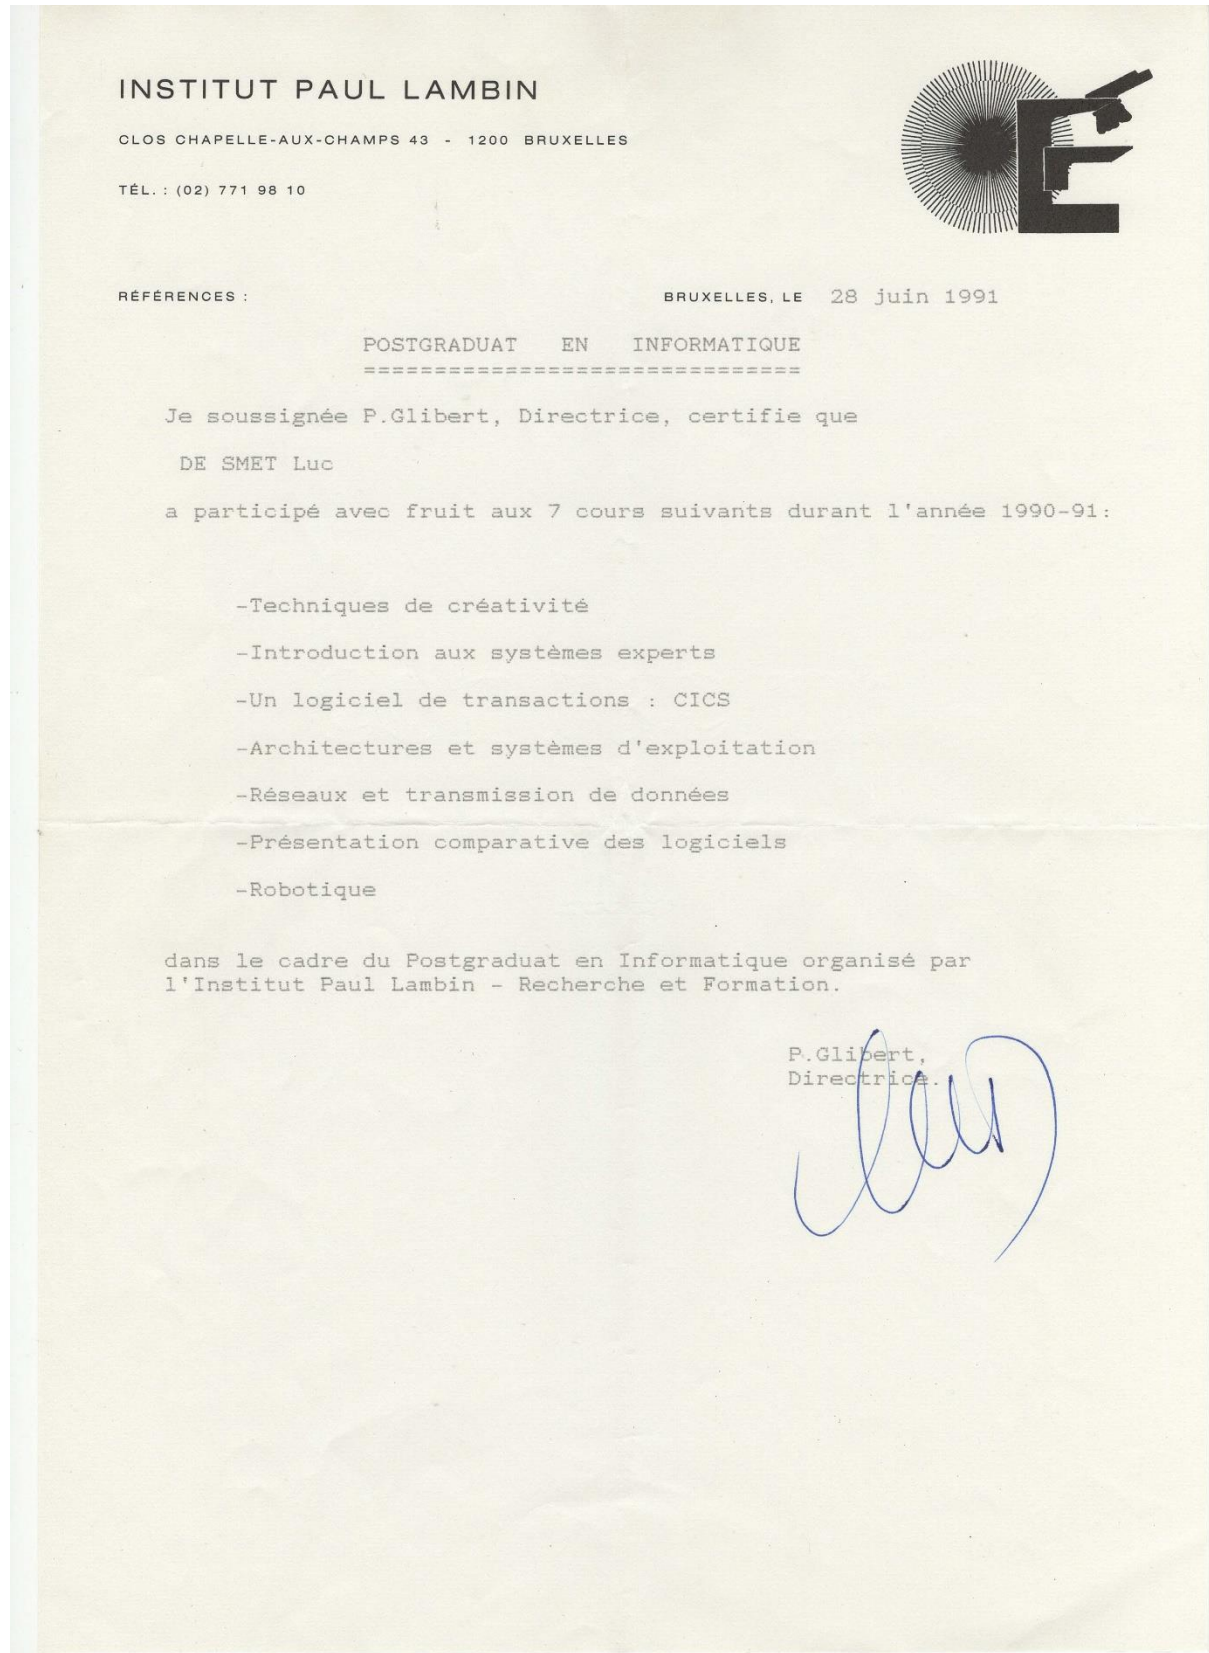 INSTITUT PAUL LAMBIN
CLOS CHAPELLE-AUX-CHAMPS 43 - 1200 BRUXELLES
TÉL. : (02) 771 98 10
RÉFÉRENCES :
BRUXELLES, LE 28 juin 1991
POSTGRADUAT EN INFORMATIQUE
===============================
Je soussignée P.Glibert, Directrice, certifie que
DE SMET Luc
a participé avec fruit aux 7 cours suivants durant l'année 1990-91:
-Techniques de créativité
-Introduction aux systèmes experts
-Un logiciel de transactions : CICS
-Architectures et systèmes d'exploitation
-Réseaux et transmission de données
-Présentation comparative des logiciels
-Robotique
dans le cadre du Postgraduat en Informatique organisé par
l'Institut Paul Lambin - Recherche et Formation.
P.Glibert,
Directrice.